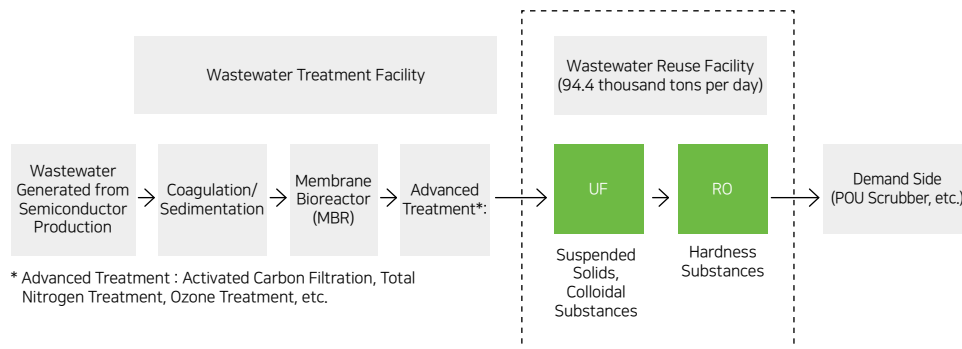 Wastewater Treatment Facility
Wastewater Reuse Facility
(94.4 thousand tons per day)
Wastewater
Generated from
Semiconductor
Production
Coagulation/
Sedimentation
Membrane
Bioreactor
(MBR)
Advanced
Treatment*:
UF
RO
Demand Side
(POU Scrubber, etc.)
Suspended
Solids,
Colloidal
Substances
Hardness
Substances
* Advanced Treatment : Activated Carbon Filtration, Total
Nitrogen Treatment, Ozone Treatment, etc.